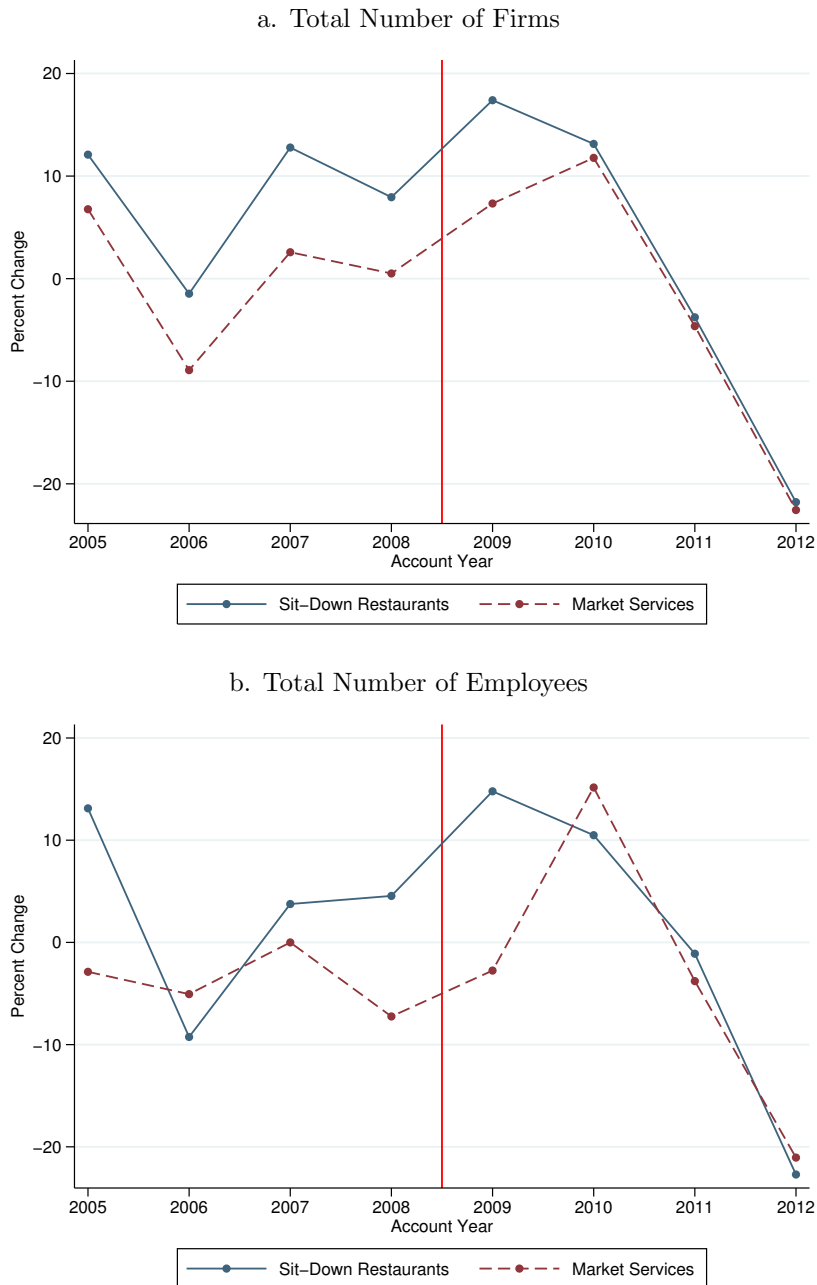 a. Total Number of Firms
20
10
0
−10
−20
Percent Change
2005 2006 2007 2008 2009 2010 2011 2012
Account Year
Sit−Down Restaurants Market Services
b. Total Number of Employees
20
10
0
−10
−20
Percent Change
2005 2006 2007 2008 2009 2010 2011 2012
Account Year
Sit−Down Restaurants Market Services